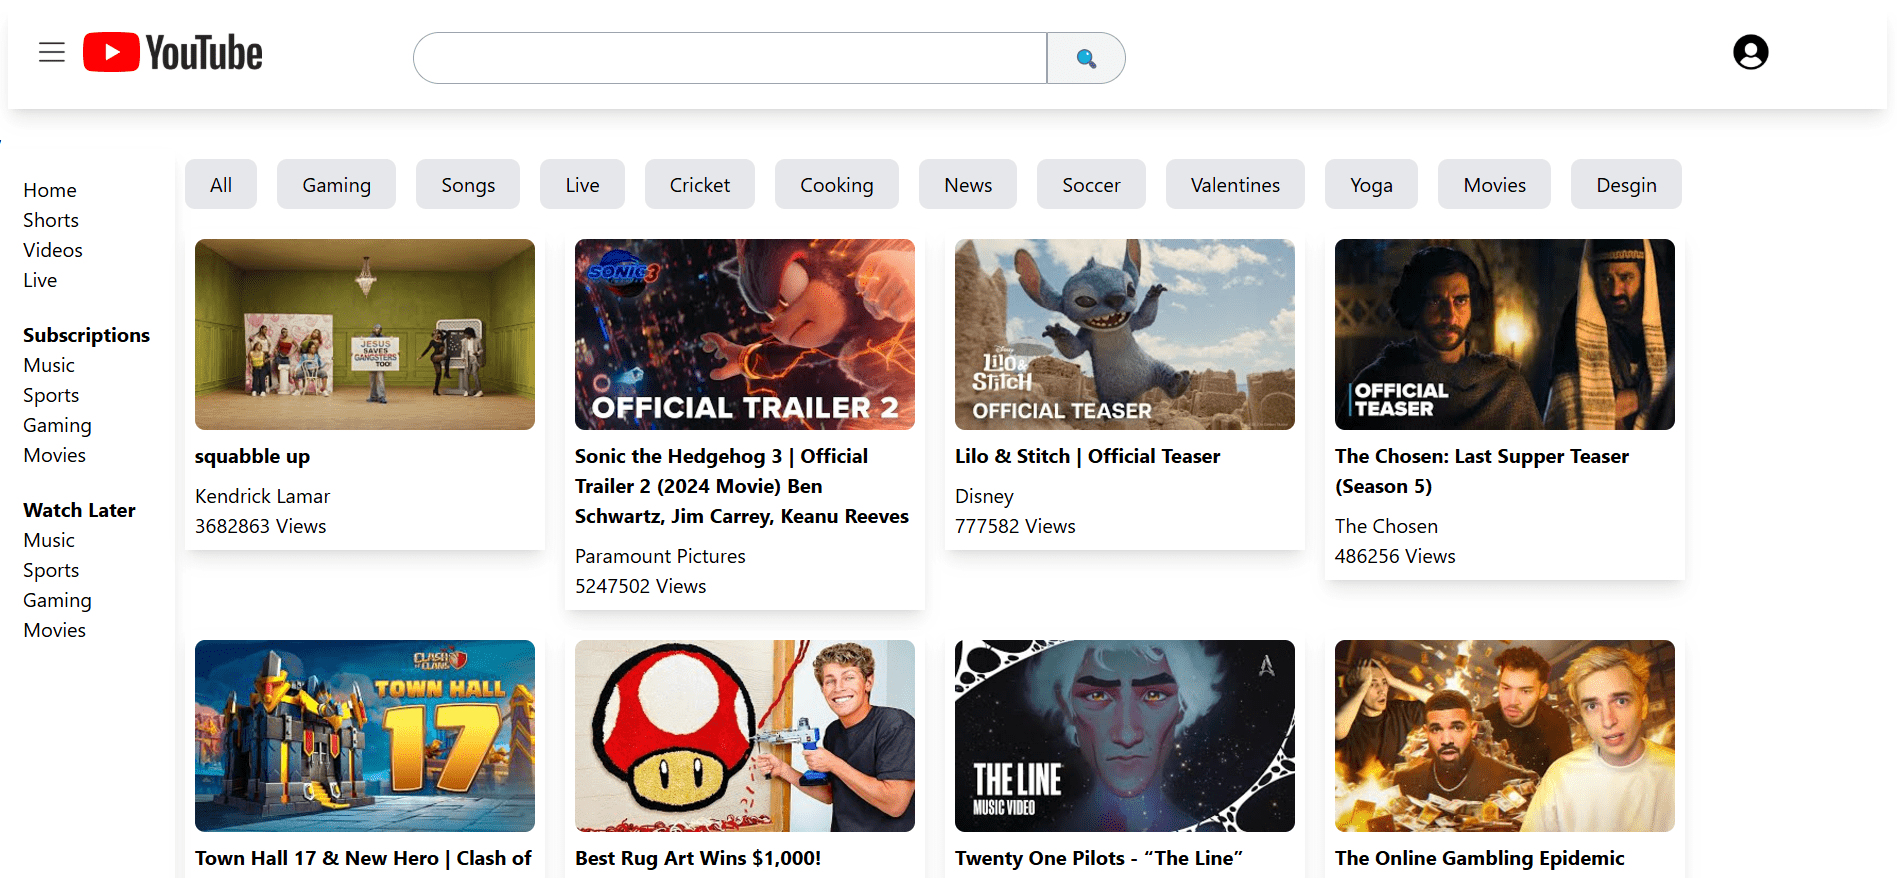 YouTube
All
Gaming
Songs
Live
Cricket
Cooking
News
Soccer
Valentines
Yoga
Movies
Desgin
Home
Shorts
Videos
Live
Subscriptions
Music
Sports
Gaming
Movies
Watch Later
Music
Sports
Gaming
Movies
JESUS
SAVES
GANGSTERS
TOO!
squabble up
Kendrick Lamar
3682863 Views
SONIC 3
OFFICIAL TRAILER 2
Sonic the Hedgehog 3 | Official
Trailer 2 (2024 Movie) Ben
Schwartz, Jim Carrey, Keanu Reeves
Paramount Pictures
5247502 Views
Disney
LiLO &
STiTCH
OFFICIAL TEASER
Lilo & Stitch | Official Teaser
Disney
777582 Views
OFFICIAL
TEASER
The Chosen: Last Supper Teaser
(Season 5)
The Chosen
486256 Views
CLASH
OF CLANS
TOWN HALL
17
Town Hall 17 & New Hero | Clash of
Best Rug Art Wins $1,000!
THE LINE
MUSIC VIDEO
Twenty One Pilots - “The Line”
The Online Gambling Epidemic